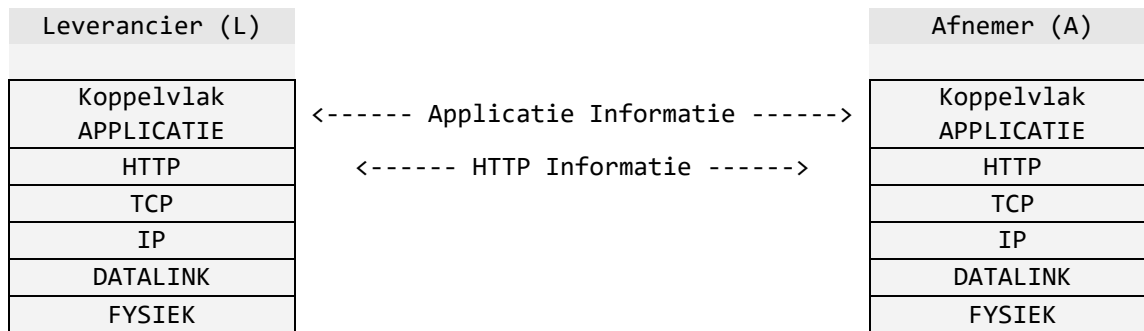 Leverancier (L) Afnemer (A)
Koppelvlak Koppelvlak
<------ Applicatie Informatie ------>
APPLICATIE APPLICATIE
HTTP <------ HTTP Informatie ------> HTTP
TCP TCP
IP IP
DATALINK DATALINK
FYSIEK FYSIEK